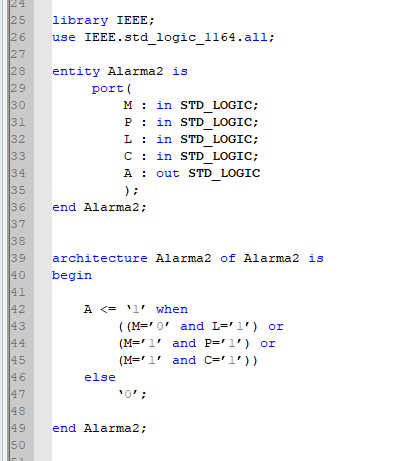 24
25 library IEEE;
26 use IEEE.std_logic_1164.all;
27
28 entity Alarma2 is
29 port(
30 M : in STD_LOGIC;
31 P : in STD_LOGIC;
32 L : in STD_LOGIC;
33 C : in STD_LOGIC;
34 A : out STD_LOGIC
35 );
36 end Alarma2;
37
38
39 architecture Alarma2 of Alarma2 is
40 begin
41
42 A <= ‘1’ when
43 ((M=’0’ and L=’1’) or
44 (M=’1’ and P=’1’) or
45 (M=’1’ and C=’1’))
46 else
47 ‘0’;
48
49 end Alarma2;
50
51